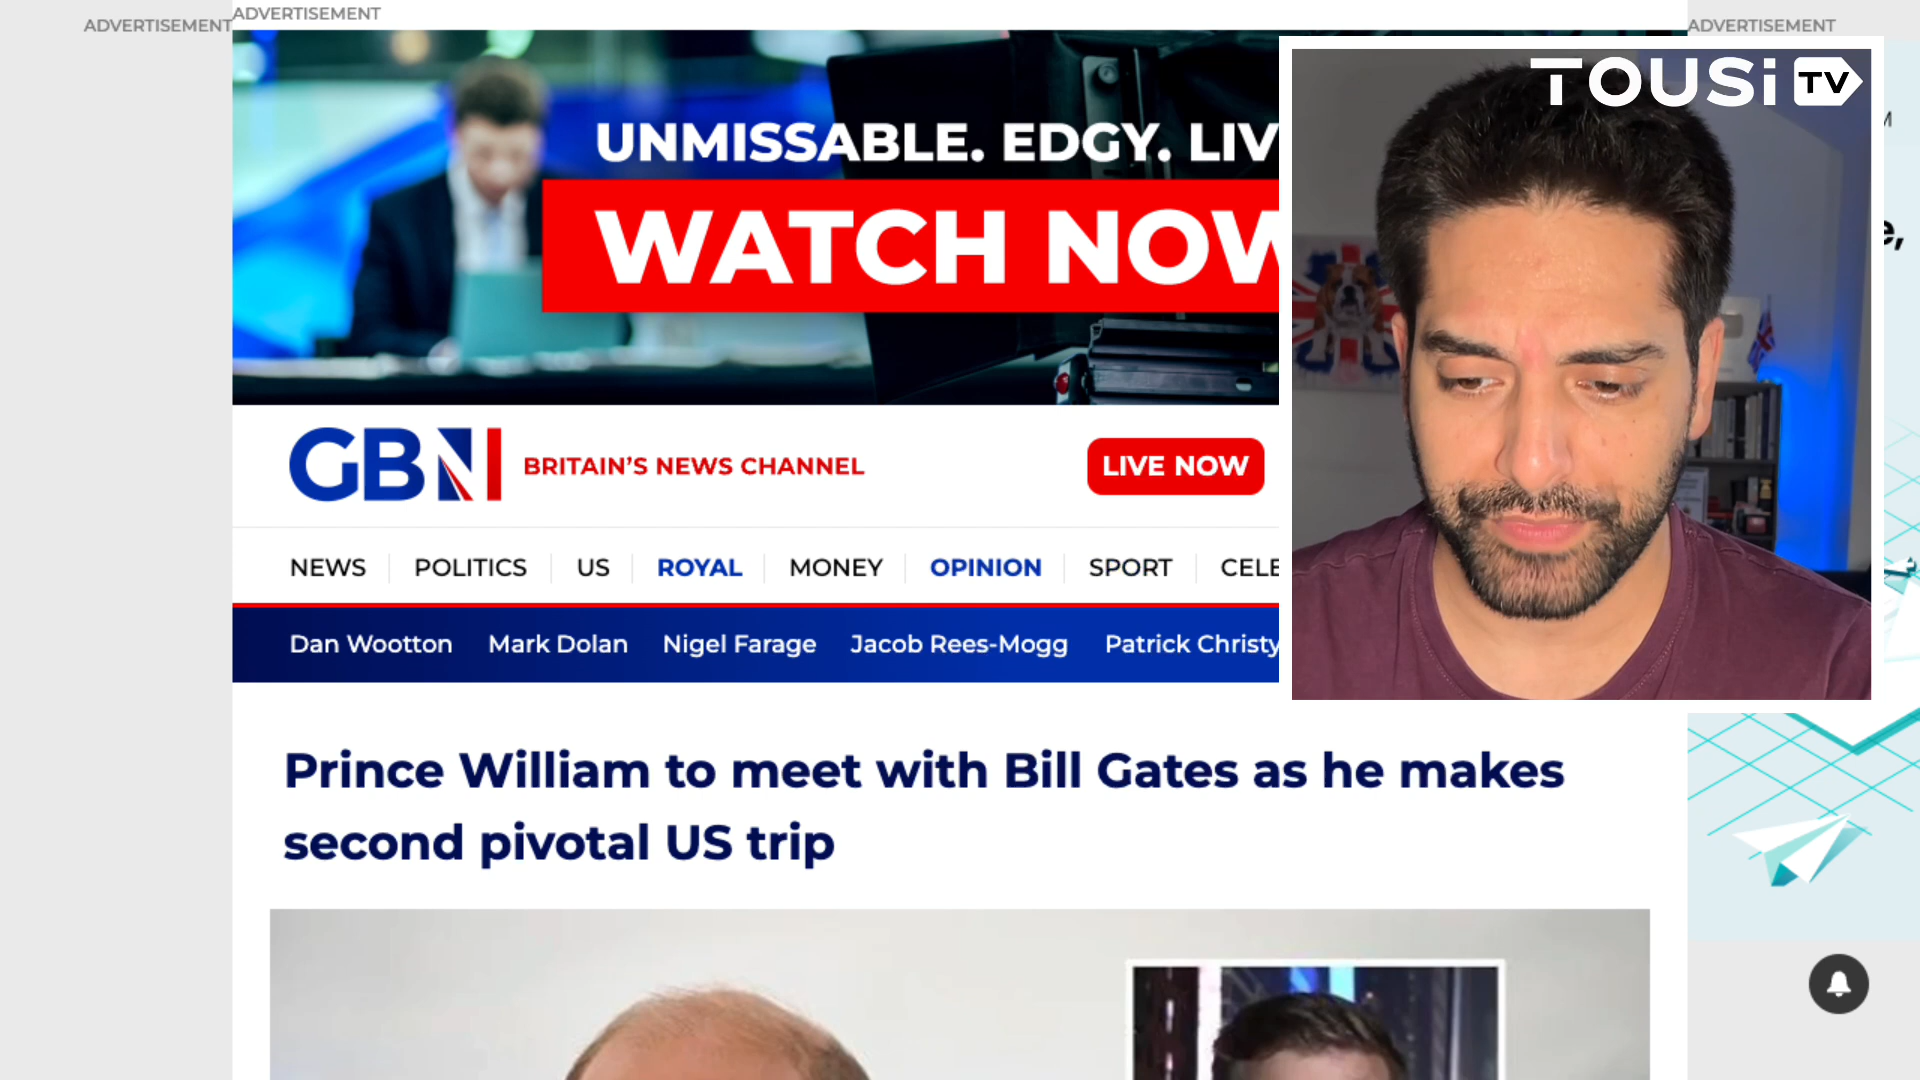 ADVERTISEMENT
ADVERTISEMENT
ADVERTISEMENT
UNMISSABLE. EDGY. LIV
WATCH NOW
TOUSi TV
GBN
BRITAIN'S NEWS CHANNEL
LIVE NOW
NEWS
POLITICS
US
ROYAL
MONEY
OPINION
SPORT
CELE
Dan Wootton
Mark Dolan
Nigel Farage
Jacob Rees-Mogg
Patrick Christy
Prince William to meet with Bill Gates as he makes
second pivotal US trip